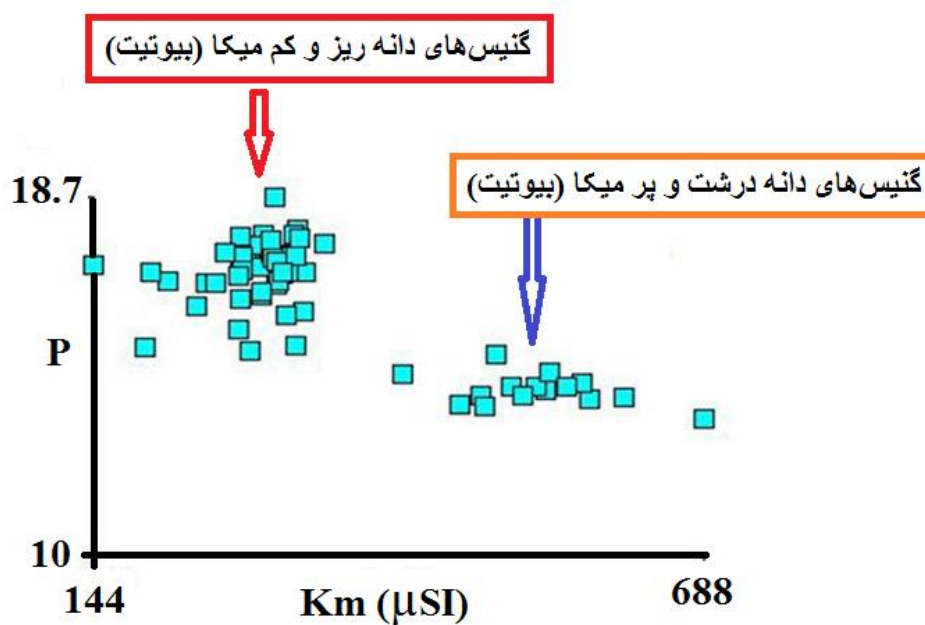 گنیس‌های دانه ریز و کم میکا (بیوتیت)
گنیس‌های دانه درشت و پر میکا (بیوتیت)
18.7
P
10
144
Km (μSI)
688